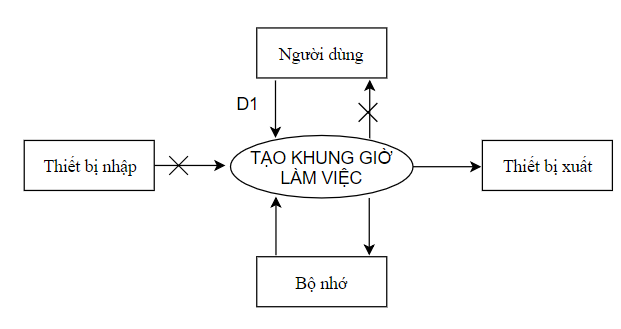 Người dùng
D1
Thiết bị nhập
TẠO KHUNG GIỜ
LÀM VIỆC
Thiết bị xuất
Bộ nhớ